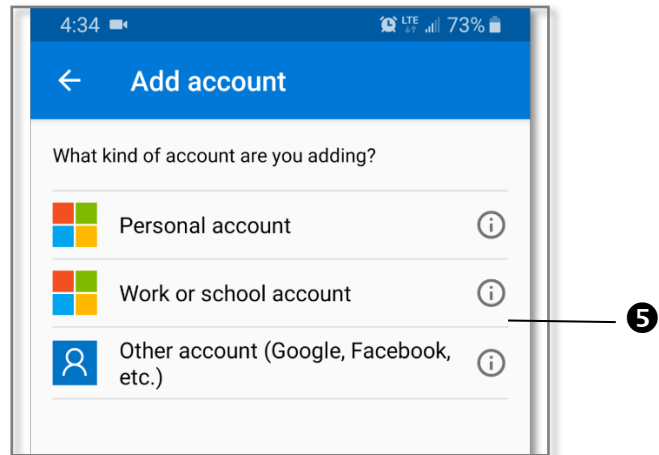 4:34 LTE 73%
Add account
What kind of account are you adding?
Personal account
Work or school account
❺
Other account (Google, Facebook,
etc.)